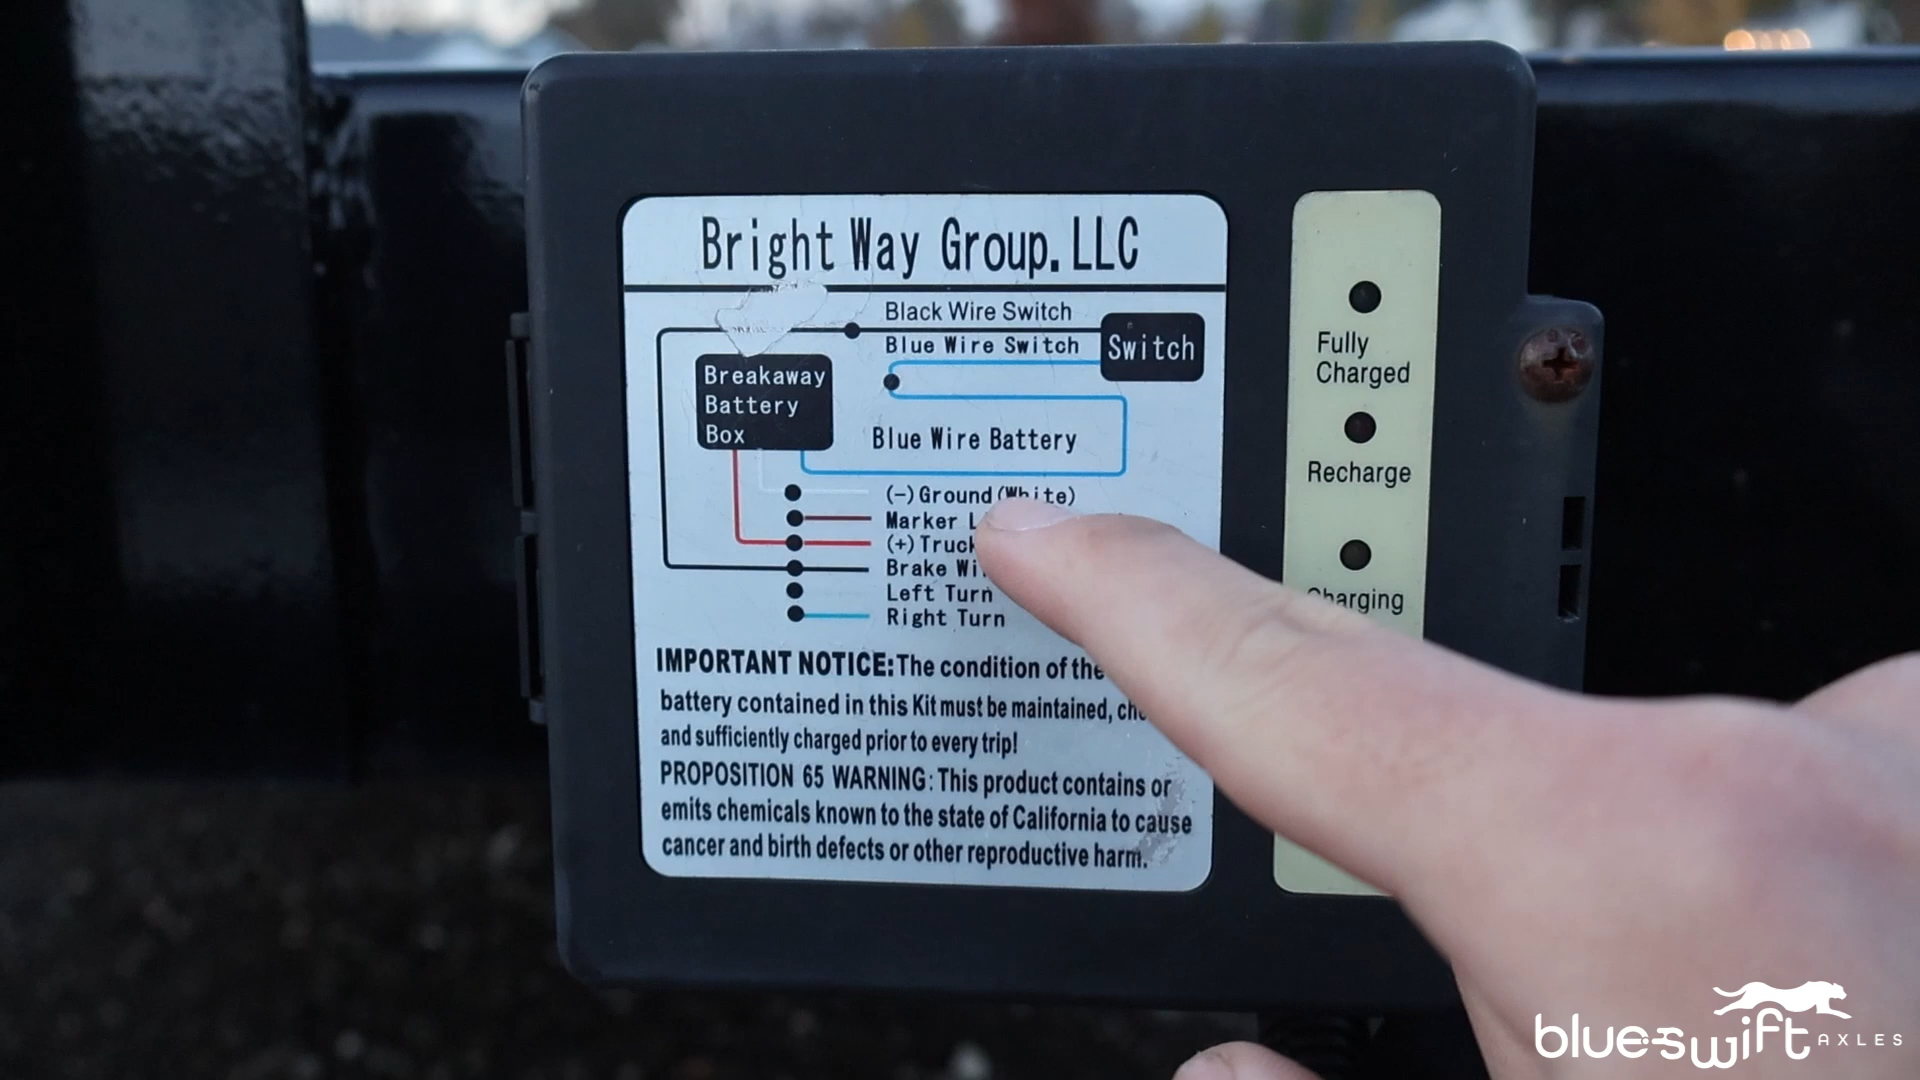 Bright Way Group.LLC
Black Wire Switch
Blue Wire Switch
Switch
Breakaway
Battery
Box
Blue Wire Battery
(-)Ground(White)
Marker
(+)Truck
Brake
Left Turn
Right Turn
IMPORTANT NOTICE:The condition of the
battery contained in this Kit must be maintained,
and sufficiently charged prior to every trip!
PROPOSITION 65 WARNING:This product contains or
emits chemicals known to the state of California to cause
cancer and birth defects or other reproductive harm.
Fully
Charged
Recharge
Charging
blueswift AXLES